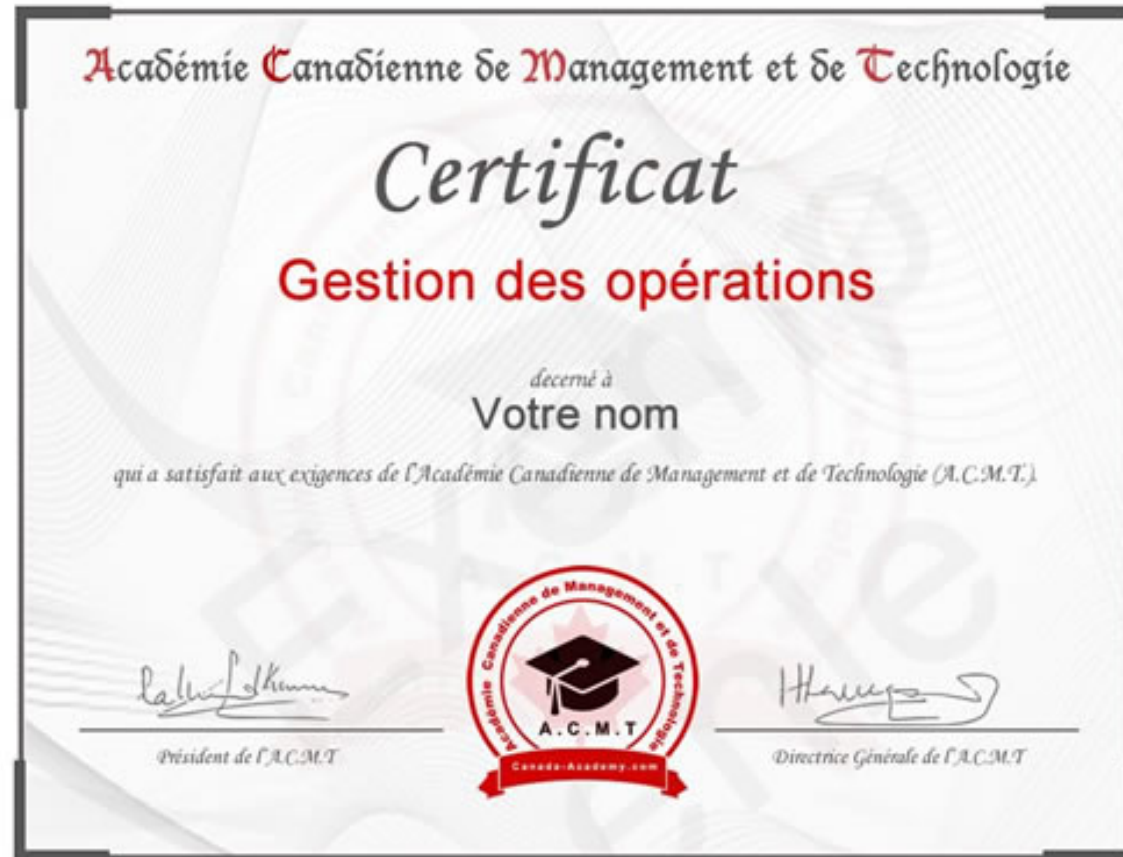 Académie Canadienne de Management et de Technologie
Certificat
Gestion des opérations
decerné à
Votre nom
qui a satisfait aux exigences de l'Académie Canadienne de Management et de Technologie (A.C.M.T.).
Académie Canadienne de Management et de Technologie
A.C.M.T
Canada-Academy.com
Président de l'A.C.M.T
Directrice Générale de l'A.C.M.T